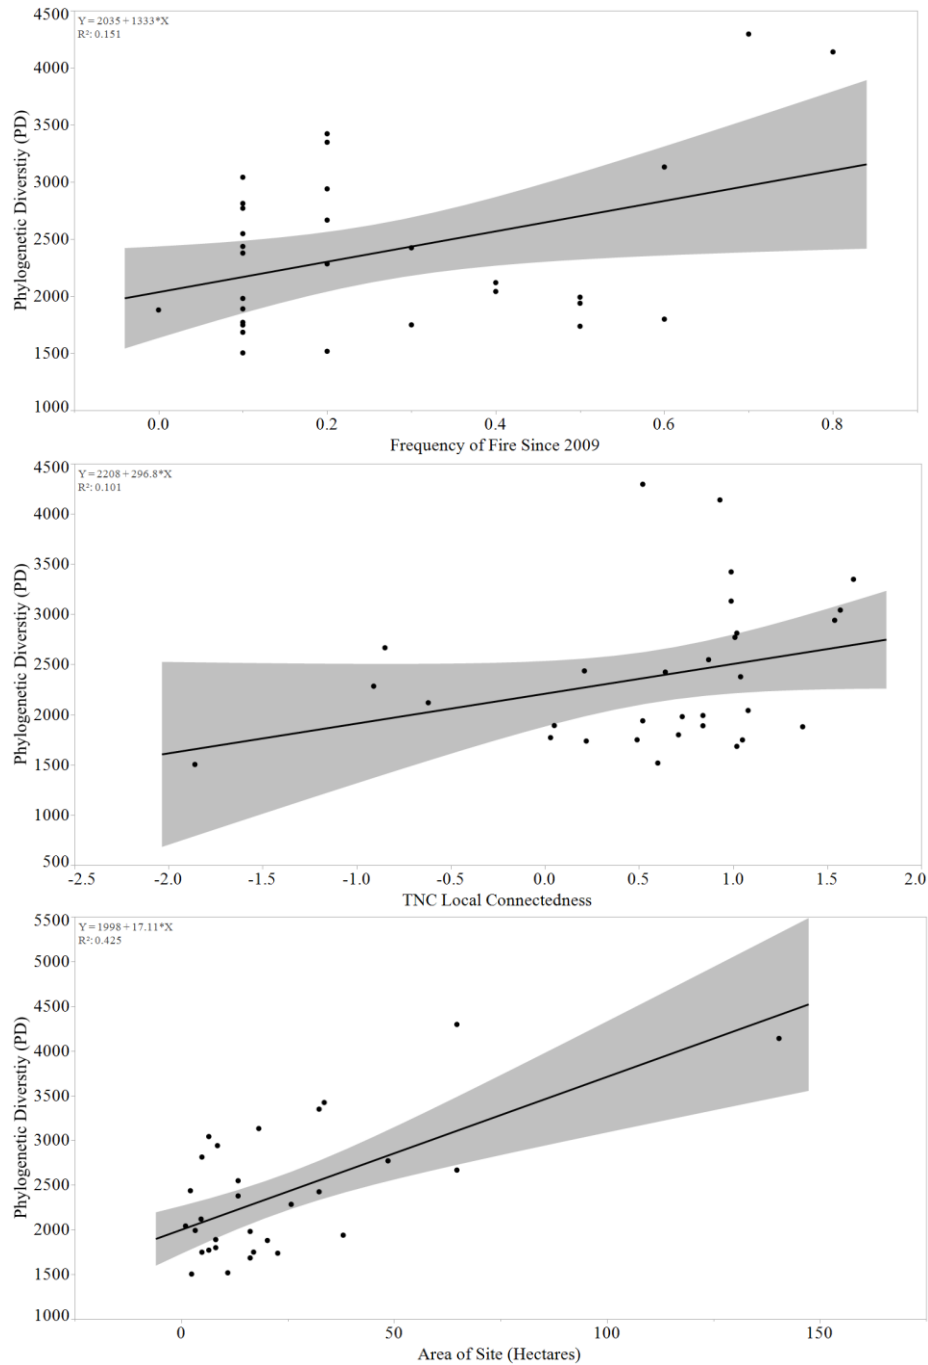 4500
Y = 2035 + 1333*X
R²: 0.151
4000
3500
3000
2500
2000
1500
1000
Phylogenetic Diverstiy (PD)
0.0 0.2 0.4 0.6 0.8
Frequency of Fire Since 2009
4500
Y = 2208 + 296.8*X
R²: 0.101
4000
3500
3000
2500
2000
1500
1000
500
Phylogenetic Diverstiy (PD)
-2.5 -2.0 -1.5 -1.0 -0.5 0.0 0.5 1.0 1.5 2.0
TNC Local Connectedness
5500
Y = 1998 + 17.11*X
R²: 0.425
5000
4500
4000
3500
3000
2500
2000
1500
1000
Phylogenetic Diverstiy (PD)
0 50 100 150
Area of Site (Hectares)